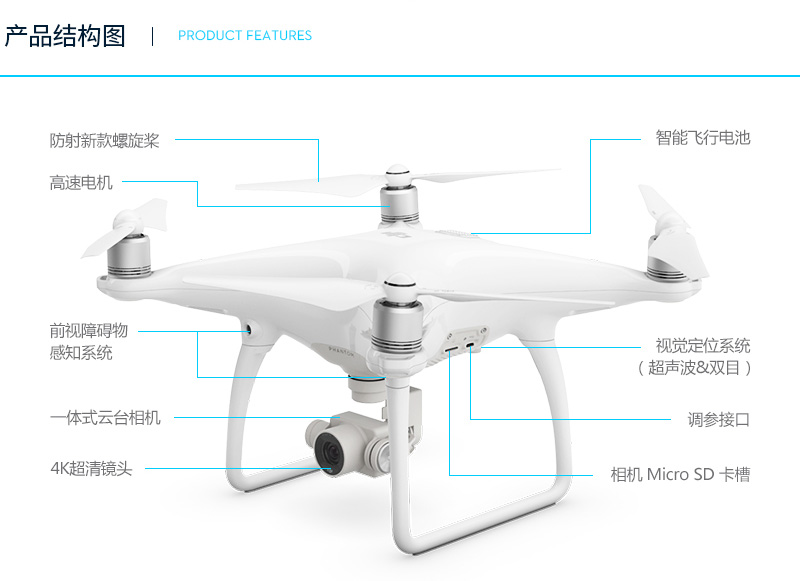 产品结构图
PRODUCT FEATURES
防射新款螺旋桨
智能飞行电池
高速电机
前视障碍物
感知系统
视觉定位系统
（超声波&双目）
一体式云台相机
调参接口
4K超清镜头
相机 Micro SD 卡槽